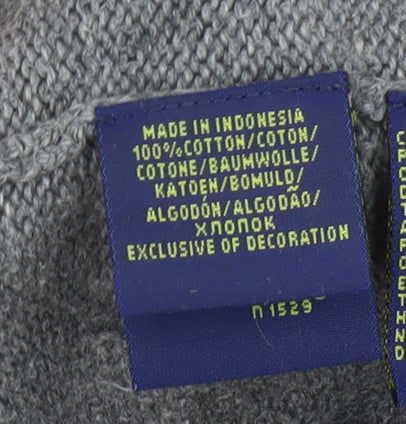 MADE IN INDONESIA
100% COTTON/COTON/
COTONE/BAUMWOLLE/
KATOEN/BOMULD/
ALGODÓN/ALGODÃO/
ХЛОПОК
EXCLUSIVE OF DECORATION
1529